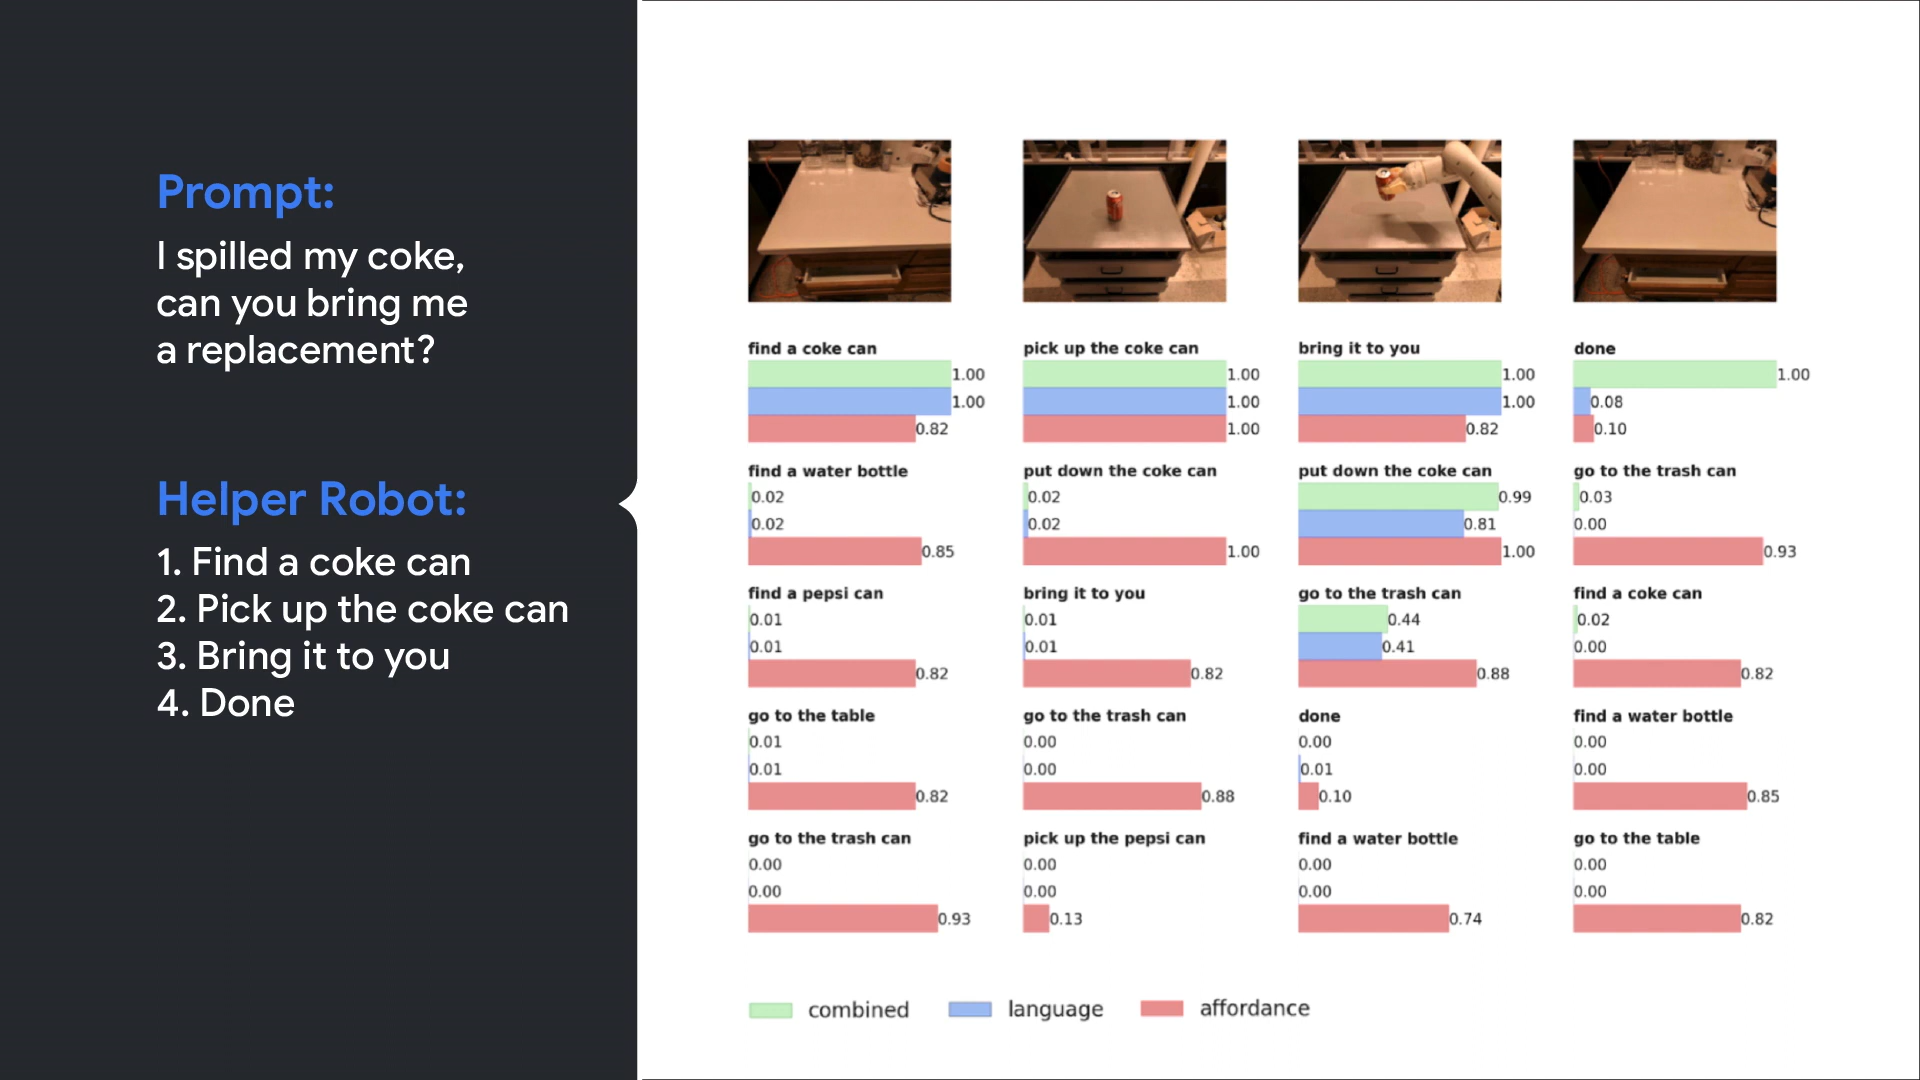 Prompt:
I spilled my coke,
can you bring me
a replacement?
Helper Robot:
1. Find a coke can
2. Pick up the coke can
3. Bring it to you
4. Done
find a coke can
1.00
1.00
0.82
find a water bottle
0.02
0.02
0.85
find a pepsi can
0.01
0.01
0.82
go to the table
0.01
0.01
0.82
go to the trash can
0.00
0.00
0.93
pick up the coke can
1.00
1.00
1.00
put down the coke can
0.02
0.02
1.00
bring it to you
0.01
0.01
0.82
go to the trash can
0.00
0.00
0.88
pick up the pepsi can
0.00
0.00
0.13
bring it to you
1.00
1.00
0.82
put down the coke can
0.99
0.81
1.00
go to the trash can
0.44
0.41
0.88
done
0.00
0.01
0.10
find a water bottle
0.00
0.00
0.74
done
1.00
0.08
0.10
go to the trash can
0.03
0.00
0.93
find a coke can
0.02
0.00
0.82
find a water bottle
0.00
0.00
0.85
go to the table
0.00
0.00
0.82
combined
language
affordance